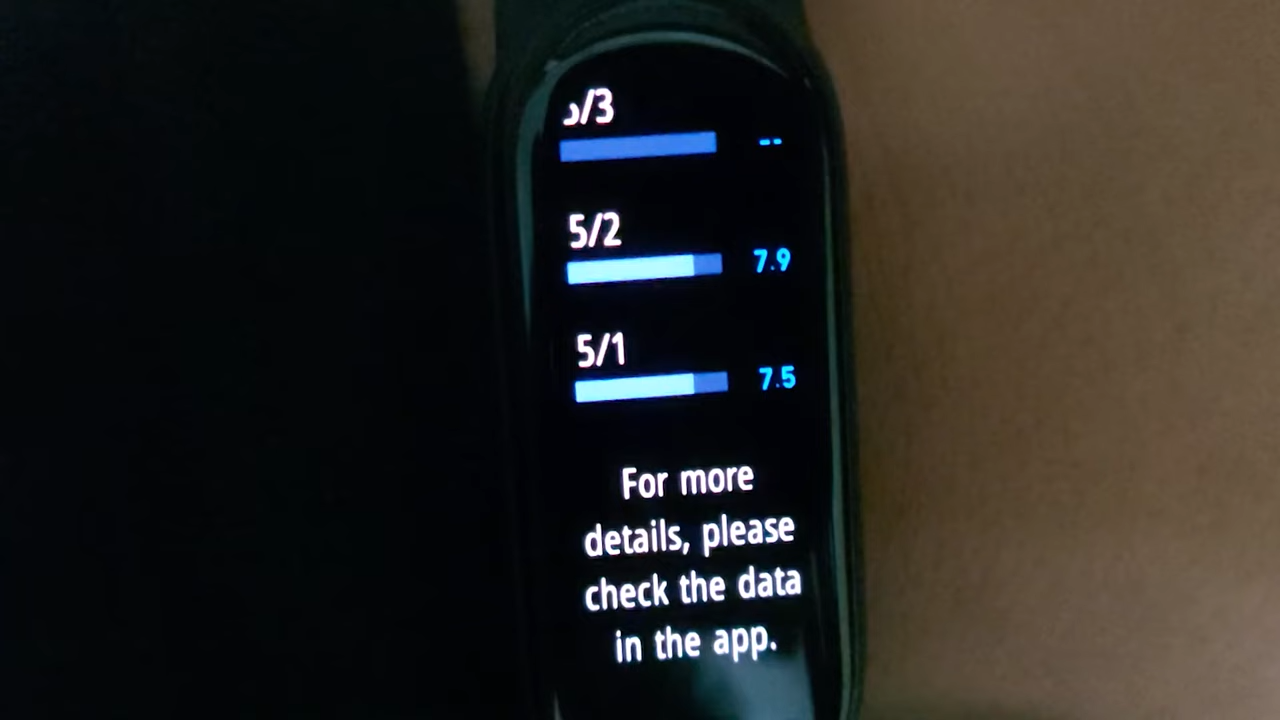 5/3
--
5/2
7.9
5/1
7.5
For more
details, please
check the data
in the app.